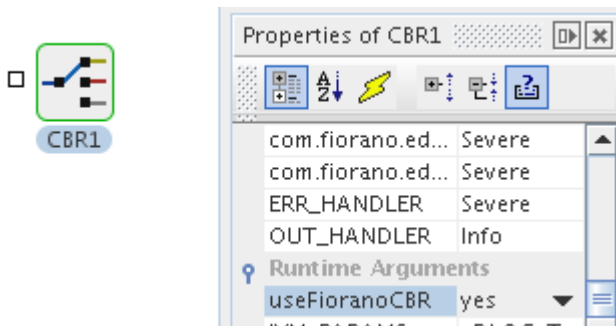 CBR1
Properties of CBR1
com.fiorano.ed... Severe
com.fiorano.ed... Severe
ERR_HANDLER Severe
OUT_HANDLER Info
Runtime Arguments
useFioranoCBR yes